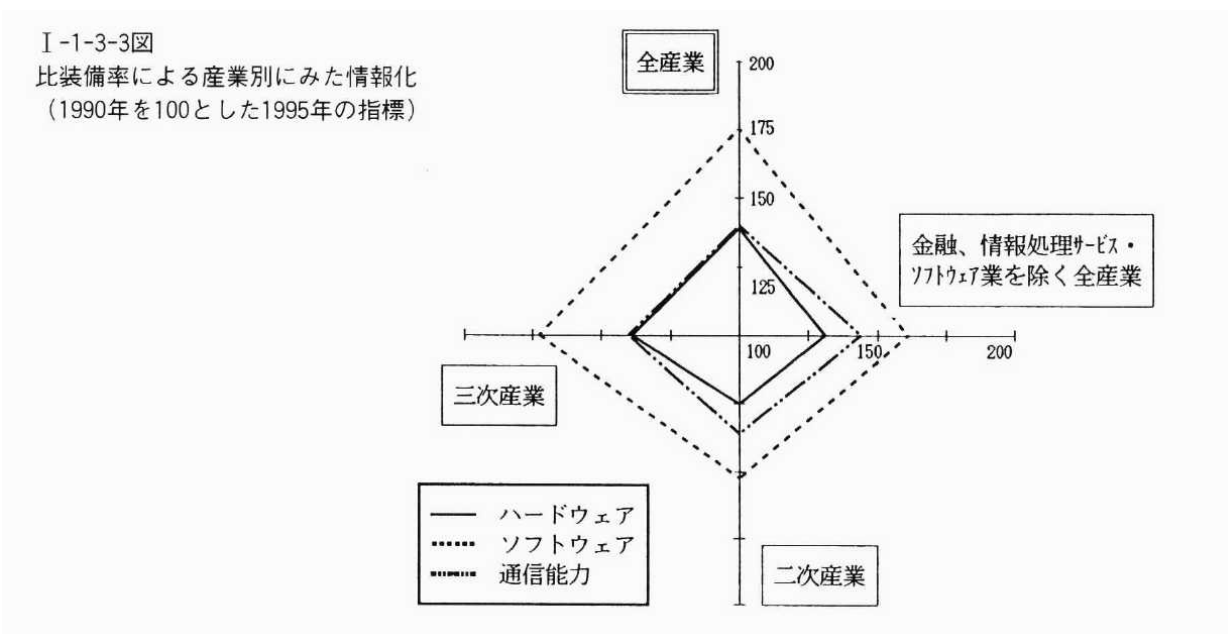 Ⅰ-1-3-3図
比装備率による産業別にみた情報化
（1990年を100とした1995年の指標）
全産業
200
175
150
125
金融、情報処理ｻｰﾋﾞｽ・
ｿﾌﾄｳｪｱ業を除く全産業
100
150
200
三次産業
ハードウェア
ソフトウェア
通信能力
二次産業